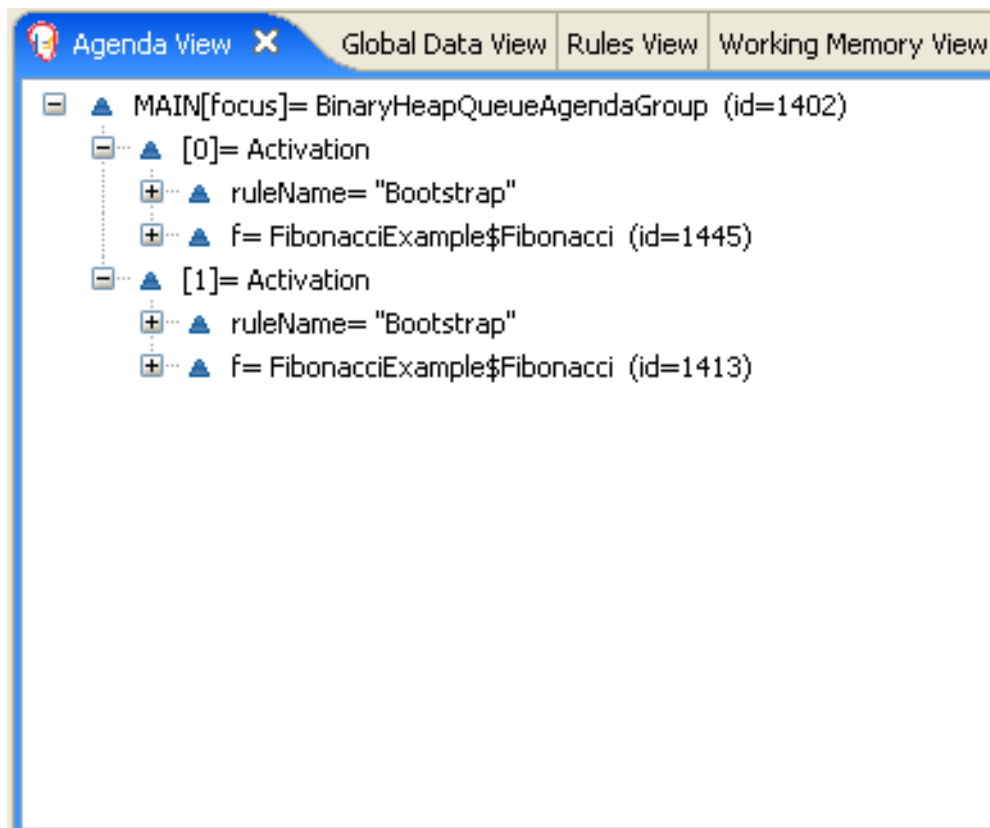 Agenda View Global Data View Rules View Working Memory View
MAIN[focus]= BinaryHeapQueueAgendaGroup (id=1402)
[0]= Activation
ruleName= "Bootstrap"
f= FibonacciExample$Fibonacci (id=1445)
[1]= Activation
ruleName= "Bootstrap"
f= FibonacciExample$Fibonacci (id=1413)